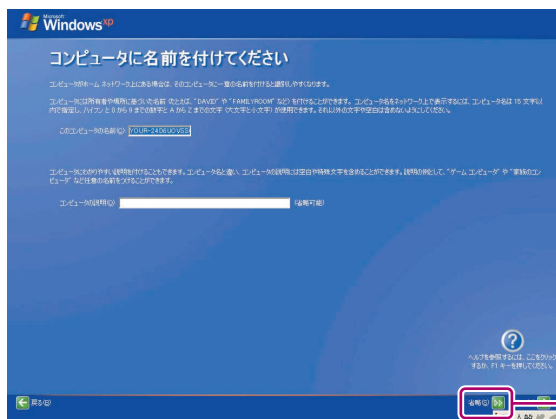 Microsoft
Windows xp
コンピュータに名前を付けてください
コンピュータがホーム ネットワーク上にある場合は、そのコンピュータに一意の名前を付けると識別しやすくなります。
コンピュータには所有者や場所に基づいた名前 (たとえば、"DAVID" や "FAMILYROOM" など) を付けることができます。コンピュータ名をネットワーク上で表示するには、コンピュータ名は 15 文字以
内で指定し、ハイフン と 0 から 9 までの数字と A から Z までの文字 (大文字と小文字) が使用できます。それ以外の文字や空白は含めないようにしてください。
このコンピュータの名前(C):
コンピュータにわかりやすい説明を付けることもできます。コンピュータ名と違い、コンピュータの説明には空白や特殊文字を含めることができます。説明の例として、"ゲーム コンピュータ" や "家族のコン
ピュータ" など任意の名前をつけることができます。
コンピュータの説明(O): (省略可能)
?
ヘルプを参照するには、ここをクリック
するか、F1 キーを押してください。
戻る(B) 省略(S)